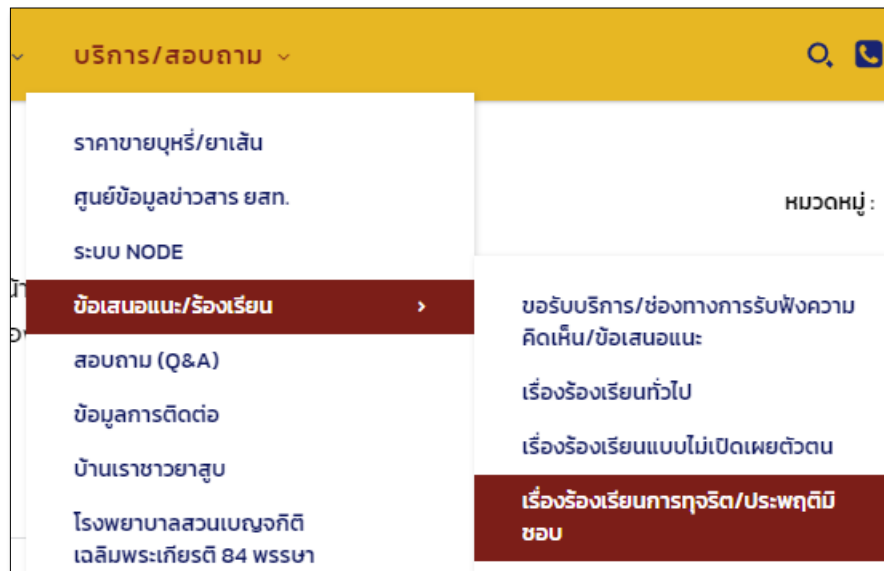 บริการ/สอบถาม
ราคาขายบุหรี่/ยาเส้น
ศูนย์ข้อมูลข่าวสาร ยสท.
หมวดหมู่ :
ระบบ NODE
ข้อเสนอแนะ/ร้องเรียน
ขอรับบริการ/ช่องทางการรับฟังความ
คิดเห็น/ข้อเสนอแนะ
สอบถาม (Q&A)
เรื่องร้องเรียนทั่วไป
ข้อมูลการติดต่อ
เรื่องร้องเรียนแบบไม่เปิดเผยตัวตน
บ้านเราชาวยาสูบ
เรื่องร้องเรียนการทุจริต/ประพฤติมิ
ชอบ
โรงพยาบาลสวนเบญจกิติ
เฉลิมพระเกียรติ 84 พรรษา